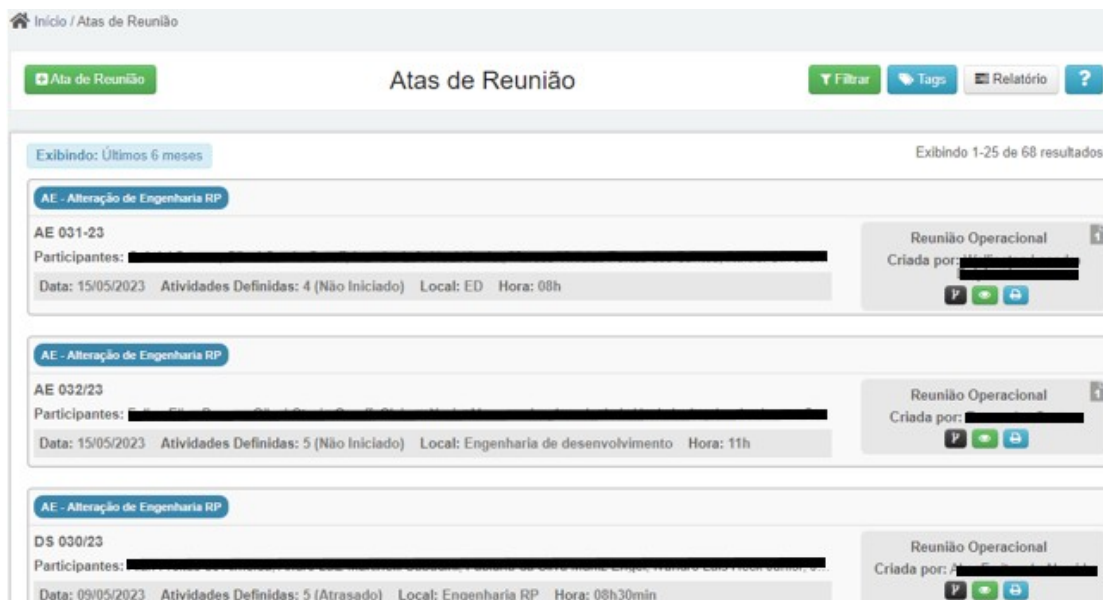 Início / Atas de Reunião
Ata de Reunião
Atas de Reunião
Filtrar
Tags
Relatório
?
Exibindo: Últimos 6 meses
Exibindo 1-25 de 68 resultados
AE - Alteração de Engenharia RP
AE 031-23
Participantes:
Data: 15/05/2023 Atividades Definidas: 4 (Não Iniciado) Local: ED Hora: 08h
Reunião Operacional
Criada por:
AE - Alteração de Engenharia RP
AE 032/23
Participantes:
Data: 15/05/2023 Atividades Definidas: 5 (Não Iniciado) Local: Engenharia de desenvolvimento Hora: 11h
Reunião Operacional
Criada por:
AE - Alteração de Engenharia RP
DS 030/23
Participantes:
Data: 09/05/2023 Atividades Definidas: 5 (Atrasado) Local: Engenharia RP Hora: 08h30min
Reunião Operacional
Criada por: